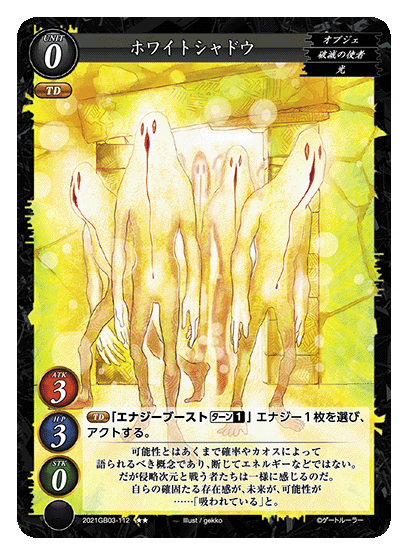 UNIT
0
ホワイトシャドウ
オブジェ
破滅の使者
光
TD
ATK
3
H.P
3
STK
0
TD「エナジーブースト ターン1」エナジー1枚を選び、
アクトする。
可能性とはあくまで確率やカオスによって
語られるべき概念であり、断じてエネルギーなどではない。
だが侵略次元と戦う者たちは一様に感じるのだ。
自らの確固たる存在感が、未来が、可能性が
……「吸われている」と。
2021GB03-112 ★★
Illust / gekko
©ゲートルーラー